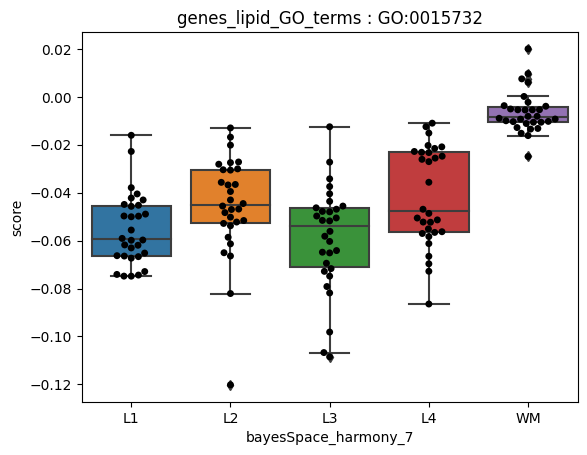 genes_lipid_GO_terms : GO:0015732
0.02
0.00
−0.02
−0.04
−0.06
−0.08
−0.10
−0.12
score
L1 L2 L3 L4 WM
bayesSpace_harmony_7